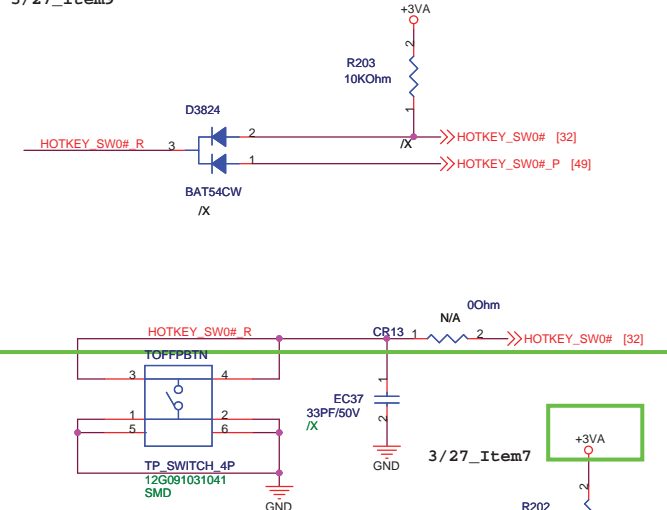 3/27_Item9
+3VA
2
R203
10KOhm
1
D3824
HOTKEY_SW0#_R 3
2 HOTKEY_SW0# [32]
/X
1 HOTKEY_SW0#_P [49]
BAT54CW
/X
0Ohm
N/A
HOTKEY_SW0#_R
CR13 1 2 HOTKEY_SW0# [32]
TOFFPBTN
3 4
1 2
5 6
1
EC37
33PF/50V
/X
2
GND
TP_SWITCH_4P
12G091031041
SMD
GND
3/27_Item7
+3VA
2
R202